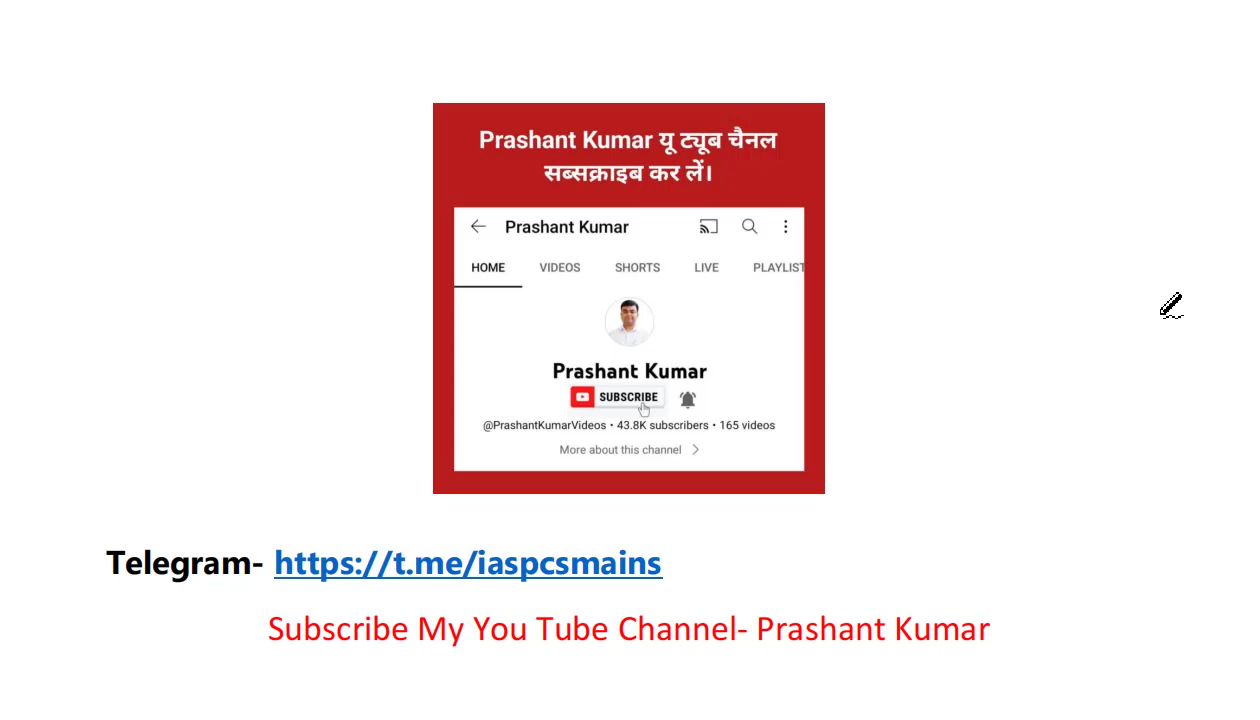 Prashant Kumar यू ट्यूब चैनल
सब्सक्राइब कर लें।
Prashant Kumar
HOME VIDEOS SHORTS LIVE PLAYLIST
Prashant Kumar
SUBSCRIBE
@PrashantKumarVideos • 43.8K subscribers • 165 videos
More about this channel
Telegram- https://t.me/iaspcsmains
Subscribe My You Tube Channel- Prashant Kumar